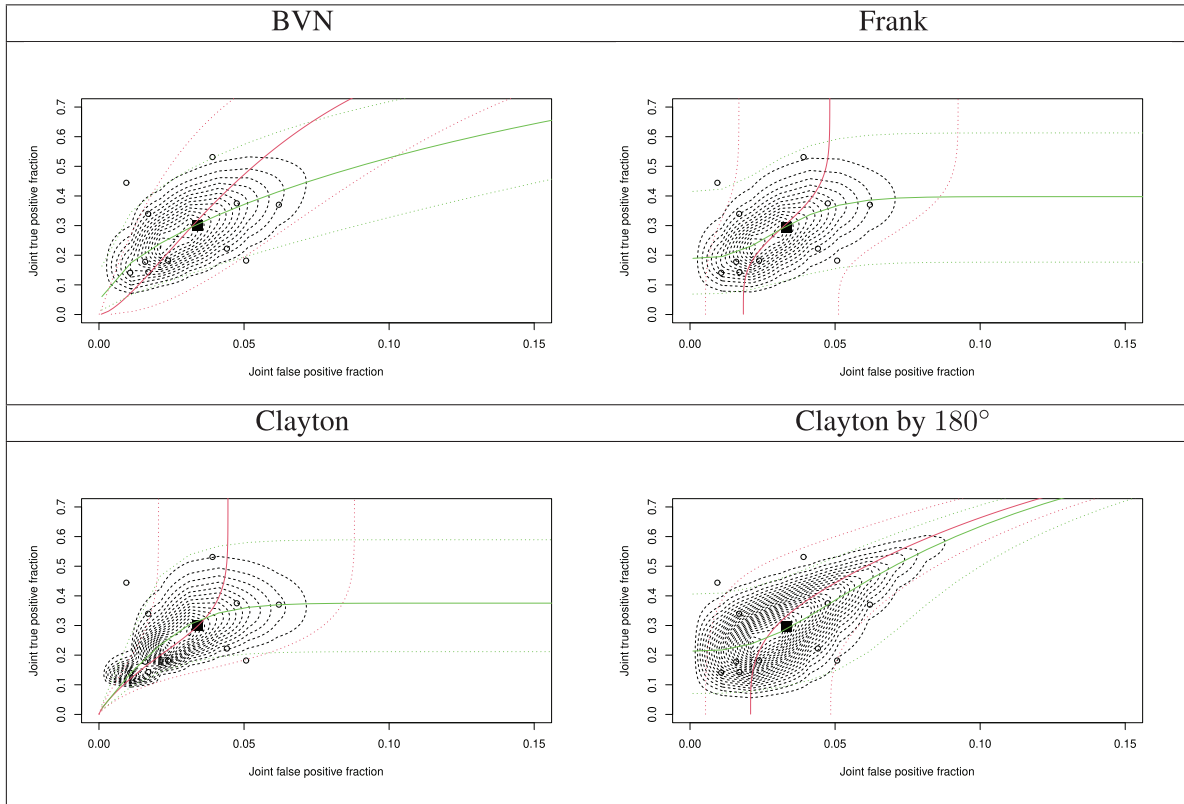 BVN
Frank
Joint true positive fraction
0.0 0.1 0.2 0.3 0.4 0.5 0.6 0.7
0.00 0.05 0.10 0.15
Joint false positive fraction
Joint true positive fraction
0.0 0.1 0.2 0.3 0.4 0.5 0.6 0.7
0.00 0.05 0.10 0.15
Joint false positive fraction
Clayton
Clayton by 180°
Joint true positive fraction
0.0 0.1 0.2 0.3 0.4 0.5 0.6 0.7
0.00 0.05 0.10 0.15
Joint false positive fraction
Joint true positive fraction
0.0 0.1 0.2 0.3 0.4 0.5 0.6 0.7
0.00 0.05 0.10 0.15
Joint false positive fraction